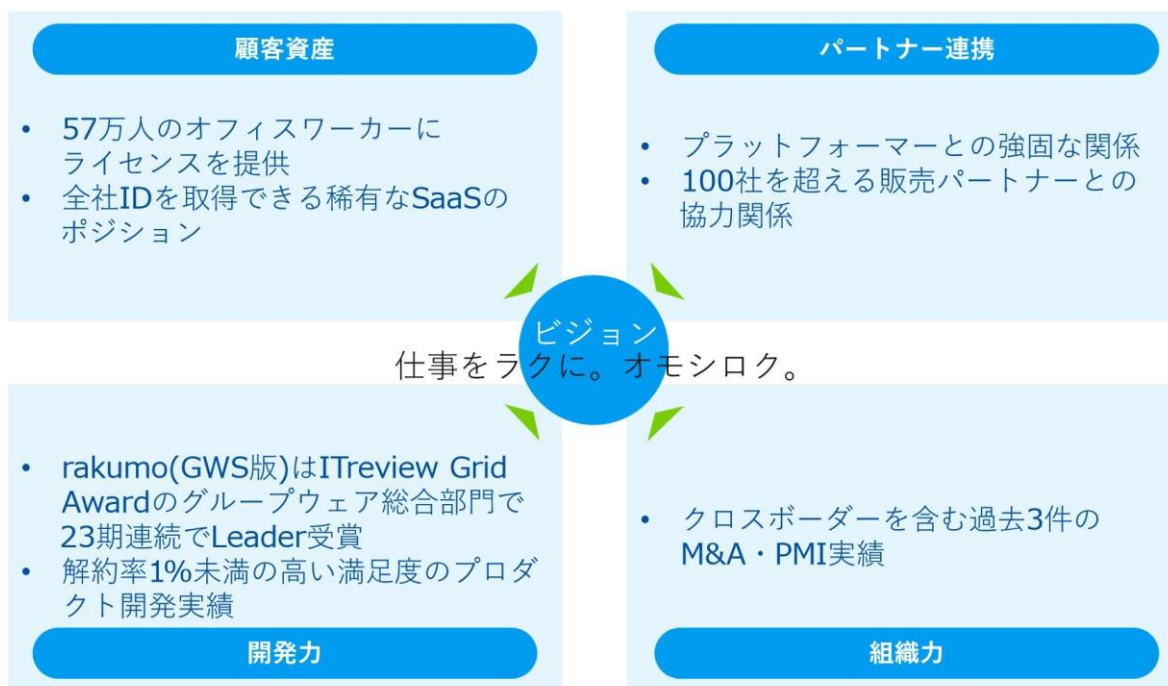 顧客資産
• 57万人のオフィスワーカーに
ライセンスを提供
• 全社IDを取得できる稀有なSaaSの
ポジション
パートナー連携
• プラットフォーマーとの強固な関係
• 100社を超える販売パートナーとの
協力関係
ビジョン
仕事をラクに。オモシロク。
• rakumo(GWS版)はITreview Grid
Awardのグループウェア総合部門で
23期連続でLeader受賞
• 解約率1%未満の高い満足度のプロダ
クト開発実績
開発力
• クロスボーダーを含む過去3件の
M&A・PMI実績
組織力